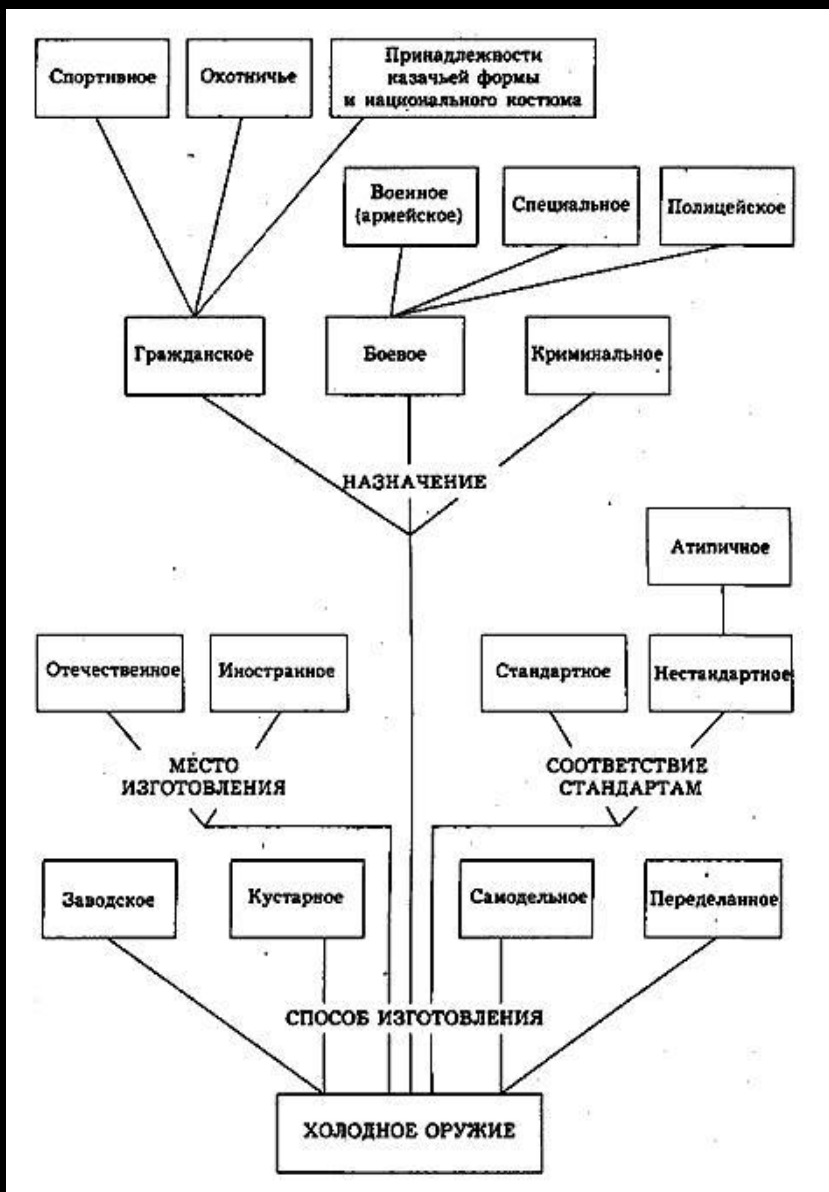 Спортивное
Охотничье
Принадлежности
казачьей формы
и национального костюма
Военное
(армейское)
Специальное
Полицейское
Гражданское
Боевое
Криминальное
НАЗНАЧЕНИЕ
Атипичное
Отечественное
Иностранное
Стандартное
Нестандартное
МЕСТО
ИЗГОТОВЛЕНИЯ
СООТВЕТСТВИЕ
СТАНДАРТАМ
Заводское
Кустарное
Самодельное
Переделанное
СПОСОБ ИЗГОТОВЛЕНИЯ
ХОЛОДНОЕ ОРУЖИЕ